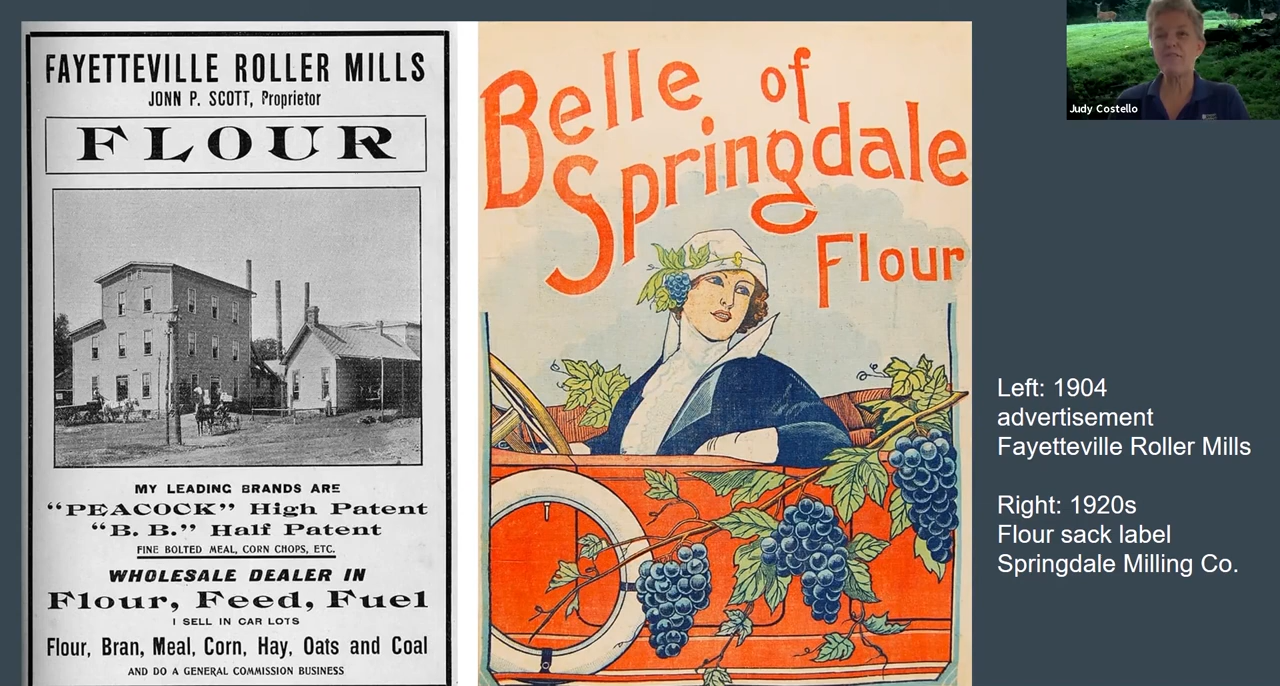 FAYETTEVILLE ROLLER MILLS
JONN P. SCOTT, Proprietor
FLOUR
MY LEADING BRANDS ARE
"PEACOCK" High Patent
"B. B." Half Patent
FINE BOLTED MEAL, CORN CHOPS, ETC.
WHOLESALE DEALER IN
Flour, Feed, Fuel
I SELL IN CAR LOTS
Flour, Bran, Meal, Corn, Hay, Oats and Coal
AND DO A GENERAL COMMISSION BUSINESS
Belle of
Springdale
Flour
Judy Costello
Left: 1904
advertisement
Fayetteville Roller Mills
Right: 1920s
Flour sack label
Springdale Milling Co.